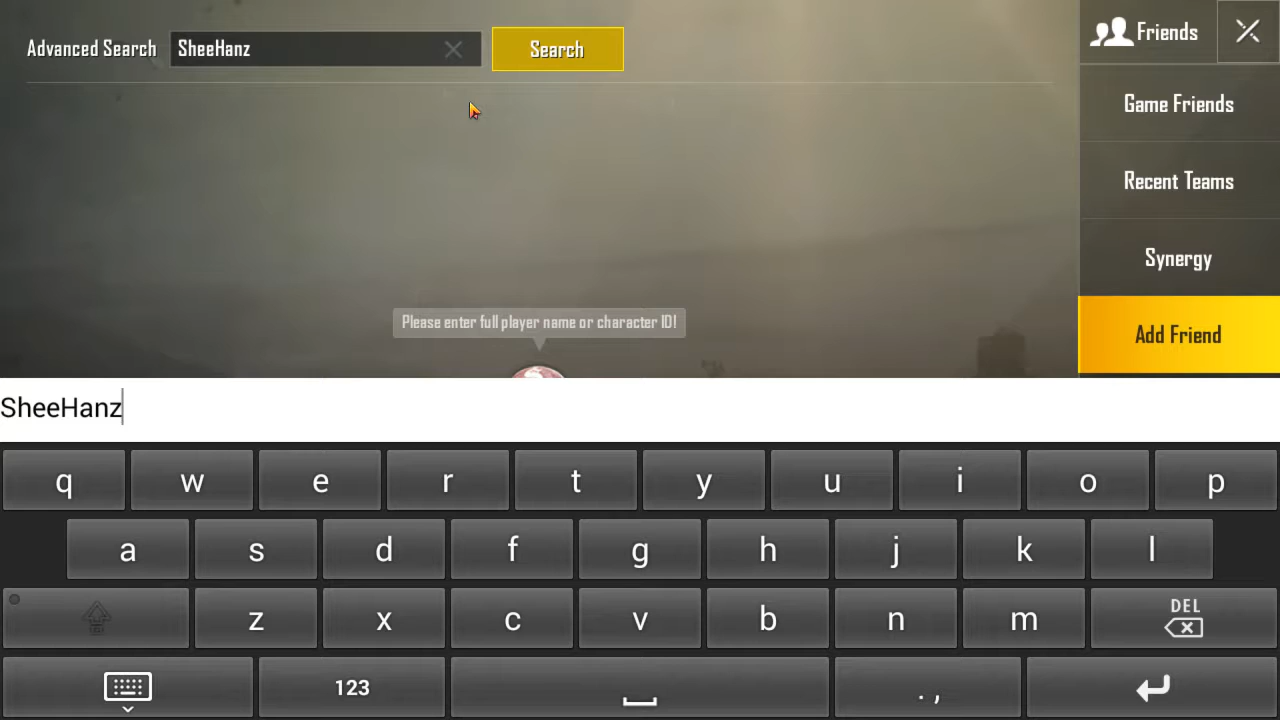 Advanced Search SheeHanz Search
Friends
Game Friends
Recent Teams
Synergy
Add Friend
Please enter full player name or character ID!
SheeHanz
q w e r t y u i o p
a s d f g h j k l
z x c v b n m DEL
123 . ,